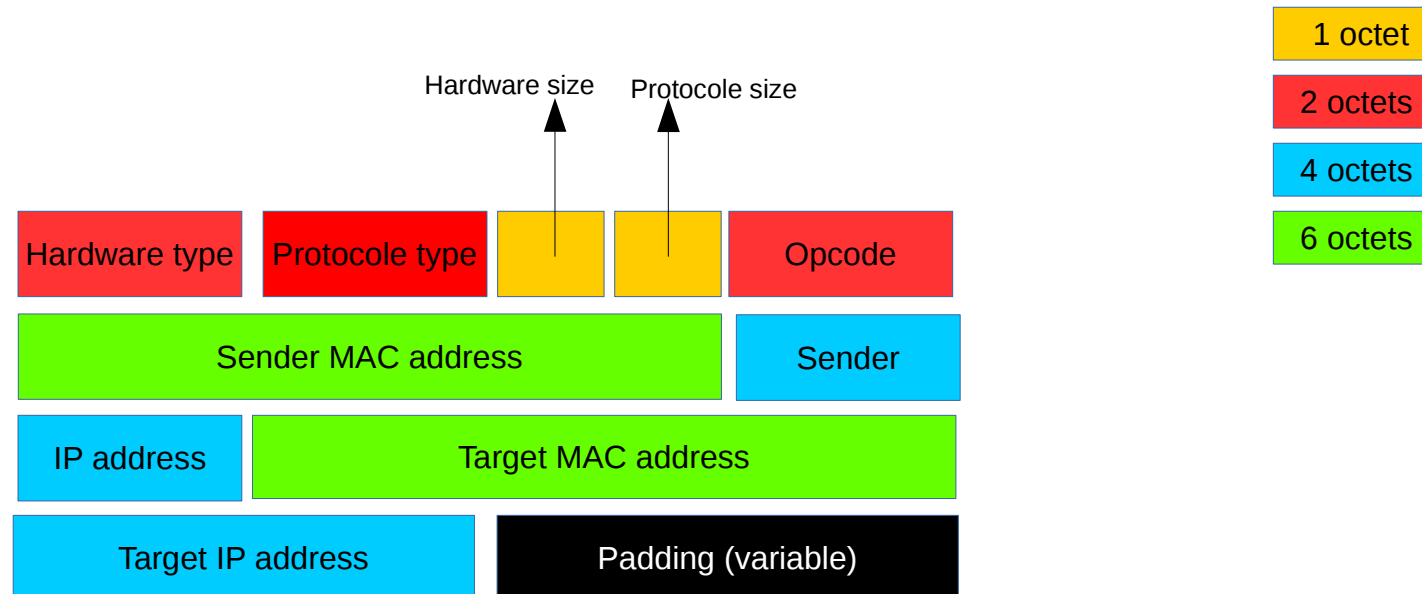 Hardware size
Protocole size
Hardware type
Protocole type
Opcode
Sender MAC address
Sender
IP address
Target MAC address
Target IP address
Padding (variable)
1 octet
2 octets
4 octets
6 octets